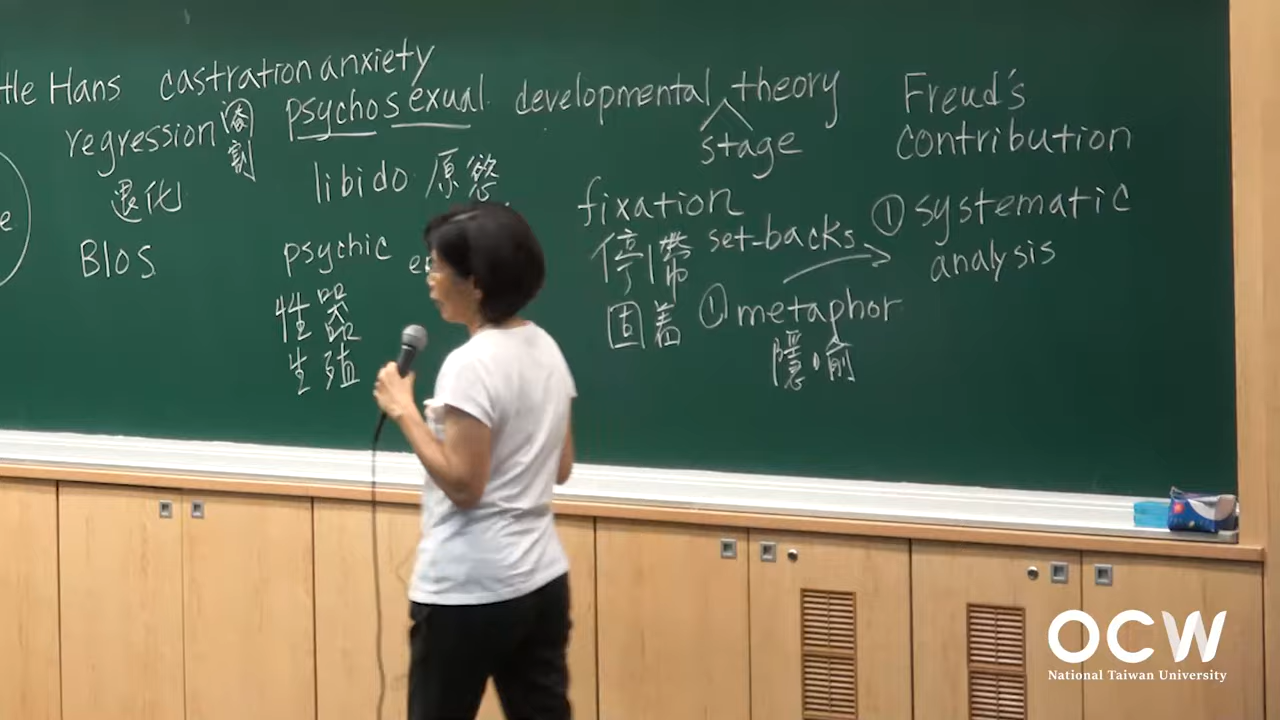 tle Hans castration anxiety
regression 閹割
退化
Blos
psychosexual developmental theory
stage
libido 原慾
psychic e
性器
生殖
fixation
停滯
固着
set-backs
① metaphor
隱喻
Freud's
contribution
① systematic
analysis
e
OCW
National Taiwan University